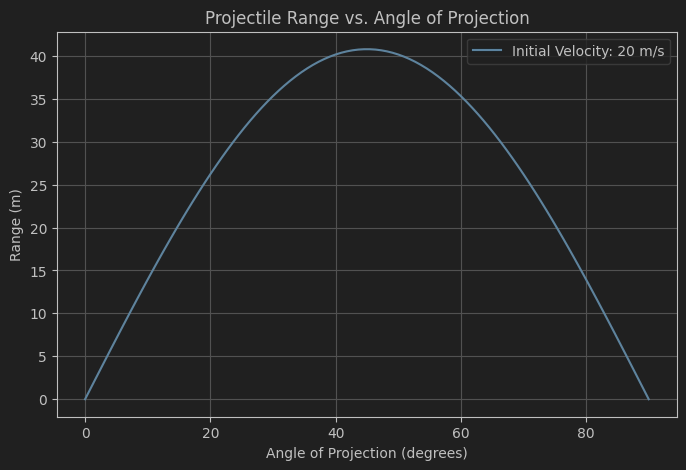 Projectile Range vs. Angle of Projection
Initial Velocity: 20 m/s
Range (m)
40
35
30
25
20
15
10
5
0
0 20 40 60 80
Angle of Projection (degrees)